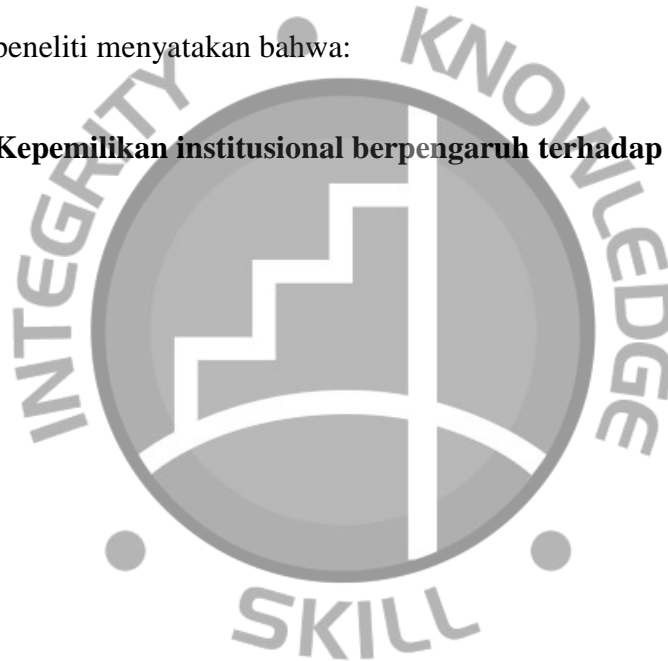 peneliti menyatakan bahwa:
Kepemilikan institusional berpengaruh terhadap
INTEGRITY
KNOWLEDGE
SKILL